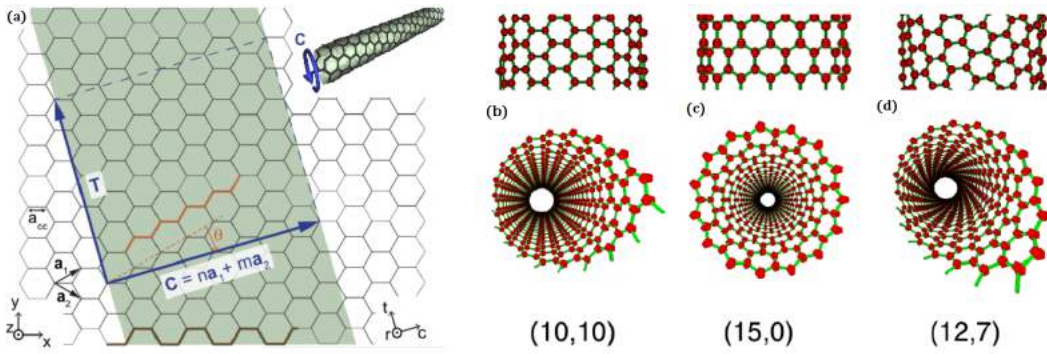 (a)
C
T
a_cc
θ
C = na₁ + ma₂
a₁
a₂
y
z
x
t
r
c
(b)
(c)
(d)
(10,10)
(15,0)
(12,7)